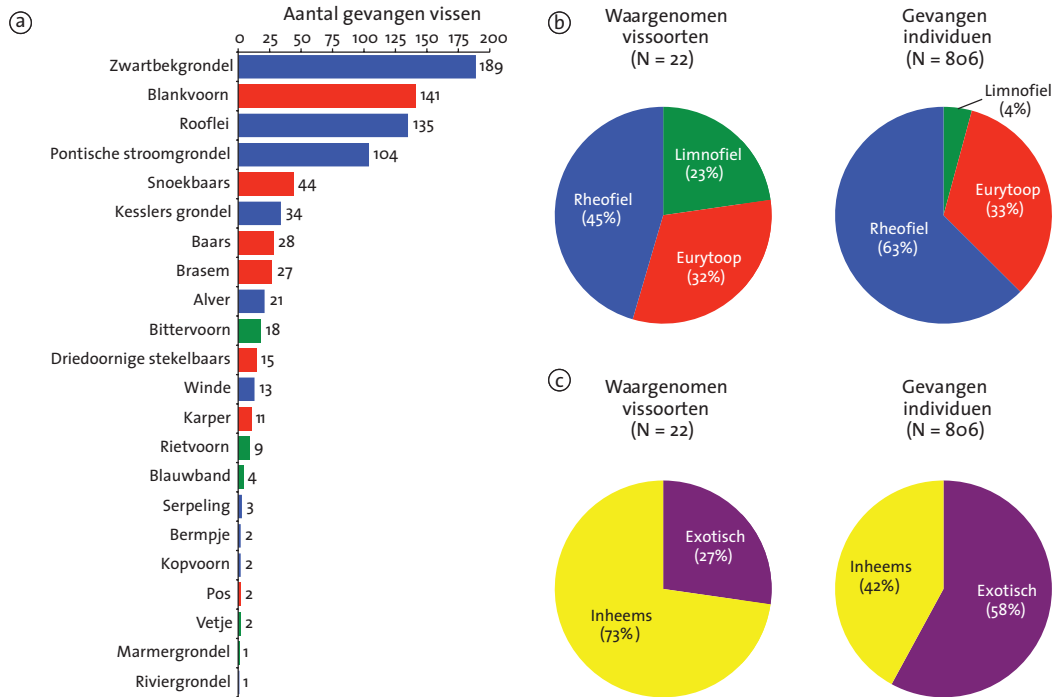 a
Aantal gevangen vissen
0 25 50 75 100 125 150 175 200
Zwartbekgrondel 189
Blankvoorn 141
Rooflei 135
Pontische stroomgrondel 104
Snoekbaars 44
Kesslers grondel 34
Baars 28
Brasem 27
Alver 21
Bittervoorn 18
Driedoornige stekelbaars 15
Winde 13
Karper 11
Rietvoorn 9
Blauwband 4
Serpeling 3
Bermpje 2
Kopvoorn 2
Pos 2
Vetje 2
Marmergrondel 1
Riviergrondel 1
b
Waargenomen
vissoorten
(N = 22)
Limnofiel
(23%)
Rheofiel
(45%)
Eurytoop
(32%)
Gevangen
individuen
(N = 806)
Limnofiel
(4%)
Eurytoop
(33%)
Rheofiel
(63%)
c
Waargenomen
vissoorten
(N = 22)
Exotisch
(27%)
Inheems
(73%)
Gevangen
individuen
(N = 806)
Inheems
(42%)
Exotisch
(58%)